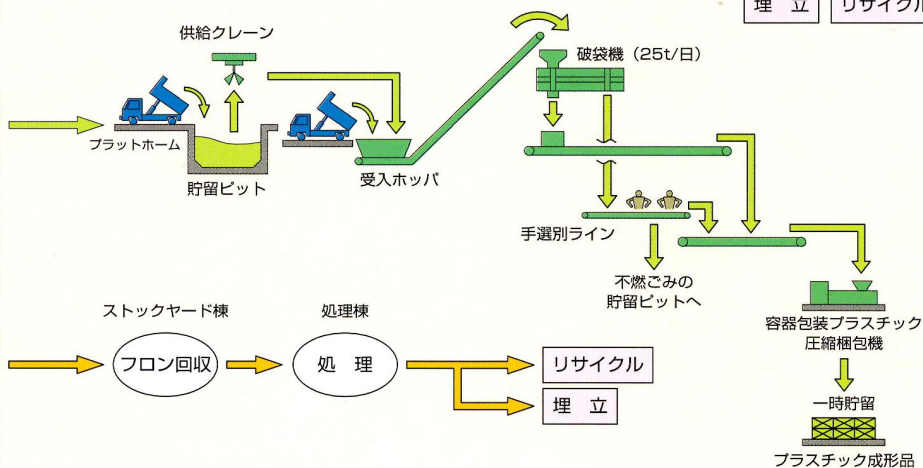 埋　立
リサイクル
供給クレーン
破袋機（25t/日）
プラットホーム
貯留ピット
受入ホッパ
手選別ライン
不燃ごみの
貯留ピットへ
容器包装プラスチック
圧縮梱包機
一時貯留
プラスチック成形品
ストックヤード棟
処理棟
フロン回収
処　理
リサイクル
埋　立